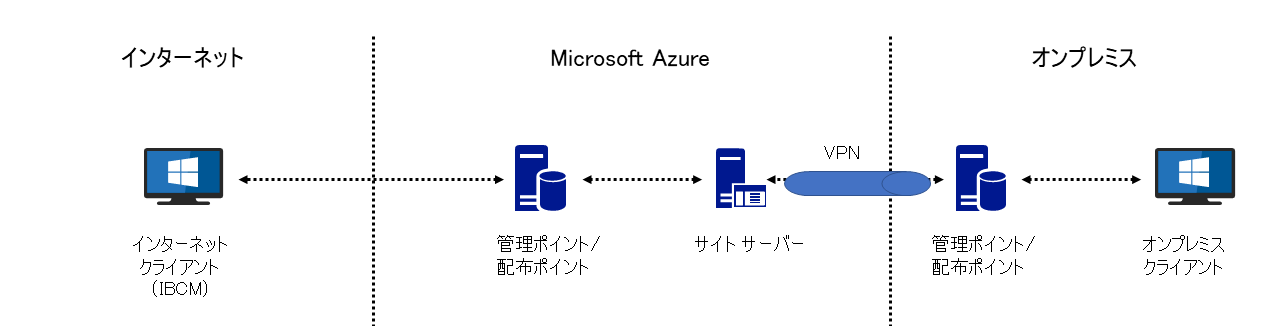 インターネット
Microsoft Azure
オンプレミス
VPN
インターネット
クライアント
(IBCM)
管理ポイント/
配布ポイント
サイト サーバー
管理ポイント/
配布ポイント
オンプレミス
クライアント